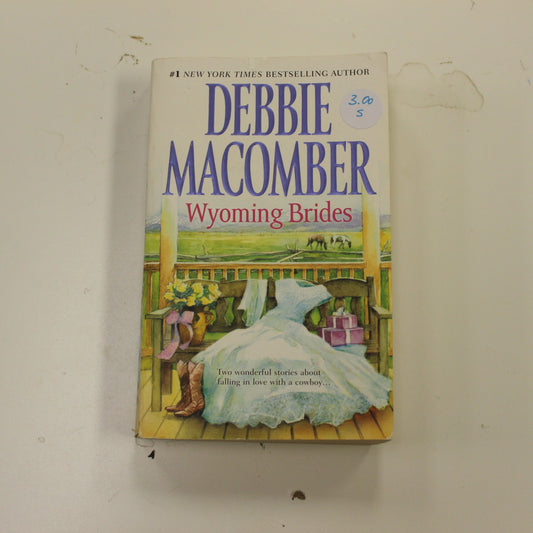 #1 NEW YORK TIMES BESTSELLING AUTHOR
DEBBIE
3.00
S
MACOMBER
Wyoming Brides
Two wonderful stories about
falling in love with a cowboy...